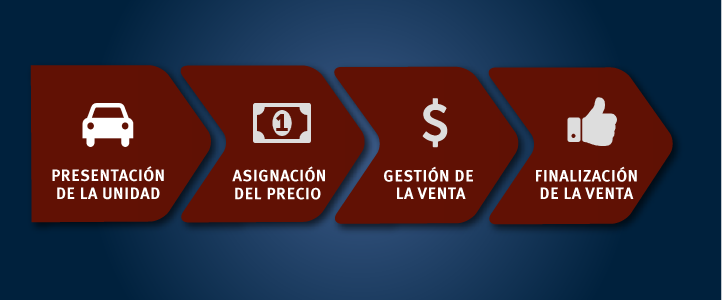 PRESENTACIÓN
DE LA UNIDAD
1
ASIGNACIÓN
DEL PRECIO
$
GESTIÓN DE
LA VENTA
FINALIZACIÓN
DE LA VENTA